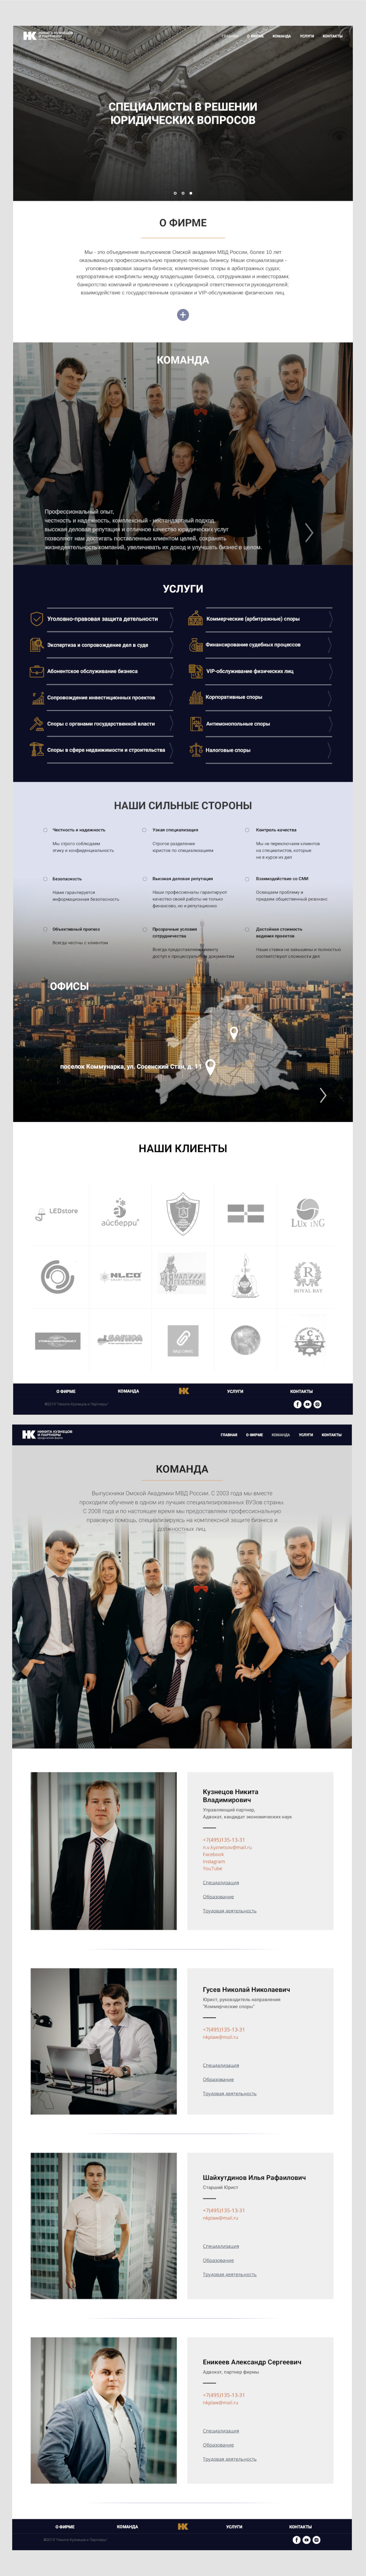 НК НИКИТА КУЗНЕЦОВ
И ПАРТНЕРЫ
ГЛАВНАЯ О ФИРМЕ КОМАНДА УСЛУГИ КОНТАКТЫ
СПЕЦИАЛИСТЫ В РЕШЕНИИ
ЮРИДИЧЕСКИХ ВОПРОСОВ
О ФИРМЕ
Мы - это объединение выпускников Омской академии МВД России, более 10 лет
оказывающих профессиональную правовую помощь бизнесу. Наши специализации -
уголовно-правовая защита бизнеса, коммерческие споры в арбитражных судах;
корпоративные конфликты между владельцами бизнеса, сотрудниками и инвесторами;
банкротство компаний и привлечение к субсидиарной ответственности руководителей;
взаимодействие с государственным органами и VIP-обслуживание физических лиц.
КОМАНДА
Профессиональный опыт,
честность и надежность, комплексный - нестандартный подход,
высокая деловая репутация и отличное качество юридических услуг
позволяют нам достигать поставленных клиентом целей, сохранять
жизнедеятельность компаний, увеличивать их доход и улучшать бизнес в целом.
УСЛУГИ
Уголовно-правовая защита детельности
Коммерческие (арбитражные) споры
Экспертиза и сопровождение дел в суде
Финансирование судебных процессов
Абонентское обслуживание бизнеса
VIP-обслуживание физических лиц
Сопровождение инвестиционных проектов
Корпоративные споры
Споры с органами государственной власти
Антимонопольные споры
Споры в сфере недвижимости и строительства
Налоговые споры
НАШИ СИЛЬНЫЕ СТОРОНЫ
Честность и надежность
Мы строго соблюдаем
этику и конфиденциальность
Узкая специализация
Строгое разделение
юристов по специализациям
Контроль качества
Мы не переключаем клиентов
на специалистов, которые
не в курсе их дел
Безопасность
Нами гарантируется
информационная безопасность
Высокая деловая репутация
Наши профессионалы гарантируют
качество своей работы не только
финансово, но и репутационно
Взаимодействие со СМИ
Освещаем проблему и
придаем общественный резонанс
Объективный прогноз
Всегда честны с клиентом
Прозрачные условия
сотрудничества
Всегда предоставляем смету
доступ к процессуальным документам
Достойная стоимость
ведения проектов
Наши ставки не завышены и полностью
соответствуют сложности дел
ОФИСЫ
поселок Коммунарка, ул. Сосенский Стан, д. 11
НАШИ КЛИЕНТЫ
LEDstore
айсберри
LUX ING
NLCO
УРАЛ
ГЕОСТРОЙ
ROYAL BAY
О ФИРМЕ КОМАНДА НК УСЛУГИ КОНТАКТЫ
©2019 "Никита Кузнецов и Партнеры"
НК НИКИТА КУЗНЕЦОВ
И ПАРТНЕРЫ
ГЛАВНАЯ О ФИРМЕ КОМАНДА УСЛУГИ КОНТАКТЫ
КОМАНДА
Выпускники Омской Академии МВД России. С 2003 года мы вместе
проходили обучение в одном из лучших специализированных ВУЗов страны.
С 2008 года и по настоящее время мы предоставляем профессиональную
правовую помощь, специализируясь на комплексной защите бизнеса и
должностных лиц.
Кузнецов Никита
Владимирович
Управляющий партнер,
Адвокат, кандидат экономических наук
+7(495)135-13-31
n.v.kuznetsov@mail.ru
Facebook
Instagram
YouTube
Специализация
Образование
Трудовая деятельность
Гусев Николай Николаевич
Юрист, руководитель направления
"Коммерческие споры"
+7(495)135-13-31
nkplaw@mail.ru
Специализация
Образование
Трудовая деятельность
Шайхутдинов Илья Рафаилович
Старший Юрист
+7(495)135-13-31
nkplaw@mail.ru
Специализация
Образование
Трудовая деятельность
Еникеев Александр Сергеевич
Адвокат, партнер фирмы
+7(495)135-13-31
nkplaw@mail.ru
Специализация
Образование
Трудовая деятельность
О ФИРМЕ КОМАНДА НК УСЛУГИ КОНТАКТЫ
©2019 "Никита Кузнецов и Партнеры"